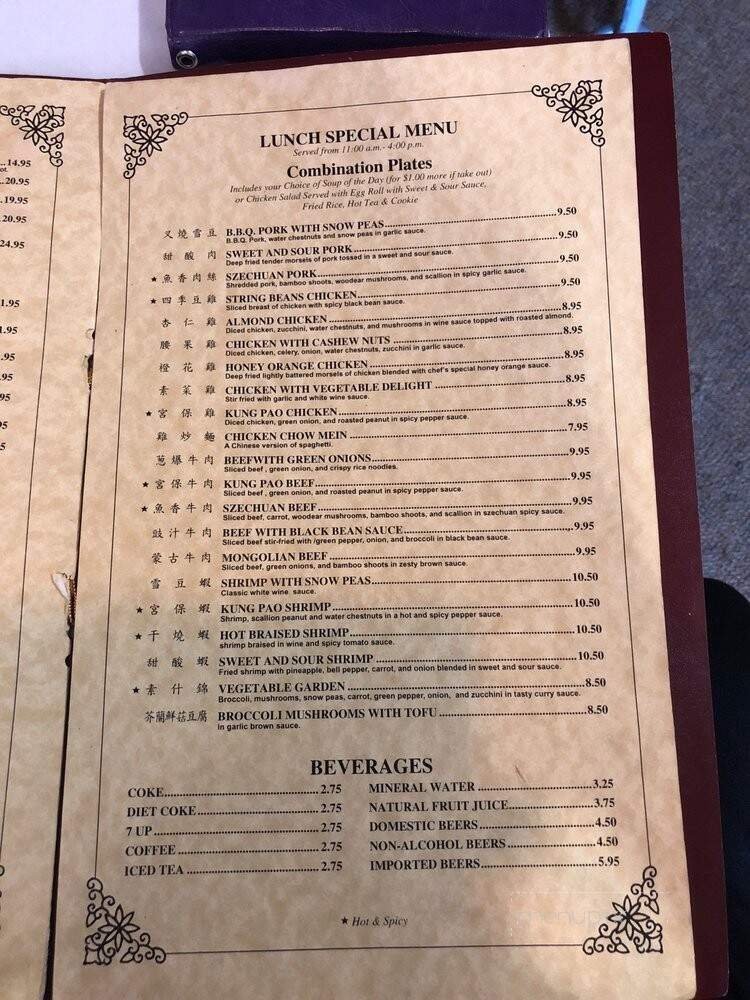 14.95
20.95
19.95
20.95
24.95
1.95
1.95
.95
.95
95
95
5
LUNCH SPECIAL MENU
Served from 11:00 a.m.- 4:00 p.m.
Combination Plates
Includes your Choice of Soup of the Day (for $1.00 more if take out)
or Chicken Salad Served with Egg Roll with Sweet & Sour Sauce,
Fried Rice, Hot Tea & Cookie
叉燒雪豆 B.B.Q. PORK WITH SNOW PEAS 9.50
B.B.Q. Pork, water chestnuts and snow peas in garlic sauce.
甜酸肉 SWEET AND SOUR PORK 9.50
Deep fried tender morsels of pork tossed in a sweet and sour sauce.
★ 魚香肉絲 SZECHUAN PORK 9.50
Shredded pork, bamboo shoots, woodear mushrooms, and scallion in spicy garlic sauce.
★ 四季豆雞 STRING BEANS CHICKEN 9.50
Sliced breast of chicken with spicy black bean sauce.
杏仁雞 ALMOND CHICKEN 8.95
Diced chicken, zucchini, water chestnuts, and mushrooms in wine sauce topped with roasted almond.
腰果雞 CHICKEN WITH CASHEW NUTS 8.95
Diced chicken, celery, onion, water chestnuts, zucchini in garlic sauce.
橙花雞 HONEY ORANGE CHICKEN 8.95
Deep fried lightly battered morsels of chicken blended with chef's special honey orange sauce.
素菜雞 CHICKEN WITH VEGETABLE DELIGHT 8.95
Stir fried with garlic and white wine sauce.
★ 宮保雞 KUNG PAO CHICKEN 8.95
Diced chicken, green onion, and roasted peanut in spicy pepper sauce.
雞炒麵 CHICKEN CHOW MEIN 7.95
A Chinese version of spaghetti.
蔥爆牛肉 BEEFWITH GREEN ONIONS 9.95
Sliced beef , green onion, and crispy rice noodles.
★ 宮保牛肉 KUNG PAO BEEF 9.95
Sliced beef , green onion, and roasted peanut in spicy pepper sauce.
★ 魚香牛肉 SZECHUAN BEEF 9.95
Sliced beef, carrot, woodear mushrooms, bamboo shoots, and scallion in szechuan spicy sauce.
豉汁牛肉 BEEF WITH BLACK BEAN SAUCE 9.95
Sliced beef stir-fried with /green pepper, onion, and broccoli in black bean sauce.
蒙古牛肉 MONGOLIAN BEEF 9.95
Sliced beef, green onions, and bamboo shoots in zesty brown sauce.
雪豆蝦 SHRIMP WITH SNOW PEAS 10.50
Classic white wine sauce.
★ 宮保蝦 KUNG PAO SHRIMP 10.50
Shrimp, scallion peanut and water chestnuts in a hot and spicy pepper sauce.
★ 干燒蝦 HOT BRAISED SHRIMP 10.50
shrimp braised in wine and spicy tomato sauce.
甜酸蝦 SWEET AND SOUR SHRIMP 10.50
Fried shrimp with pineapple, bell pepper, carrot, and onion blended in sweet and sour sauce.
★ 素什錦 VEGETABLE GARDEN 8.50
Broccoli, mushrooms, snow peas, carrot, green pepper, onion, and zucchini in tasty curry sauce.
芥蘭鮮菇豆腐 BROCCOLI MUSHROOMS WITH TOFU 8.50
in garlic brown sauce.
BEVERAGES
COKE 2.75
DIET COKE 2.75
7 UP 2.75
COFFEE 2.75
ICED TEA 2.75
MINERAL WATER 3.25
NATURAL FRUIT JUICE 3.75
DOMESTIC BEERS 4.50
NON-ALCOHOL BEERS 4.50
IMPORTED BEERS 5.95
★ Hot & Spicy